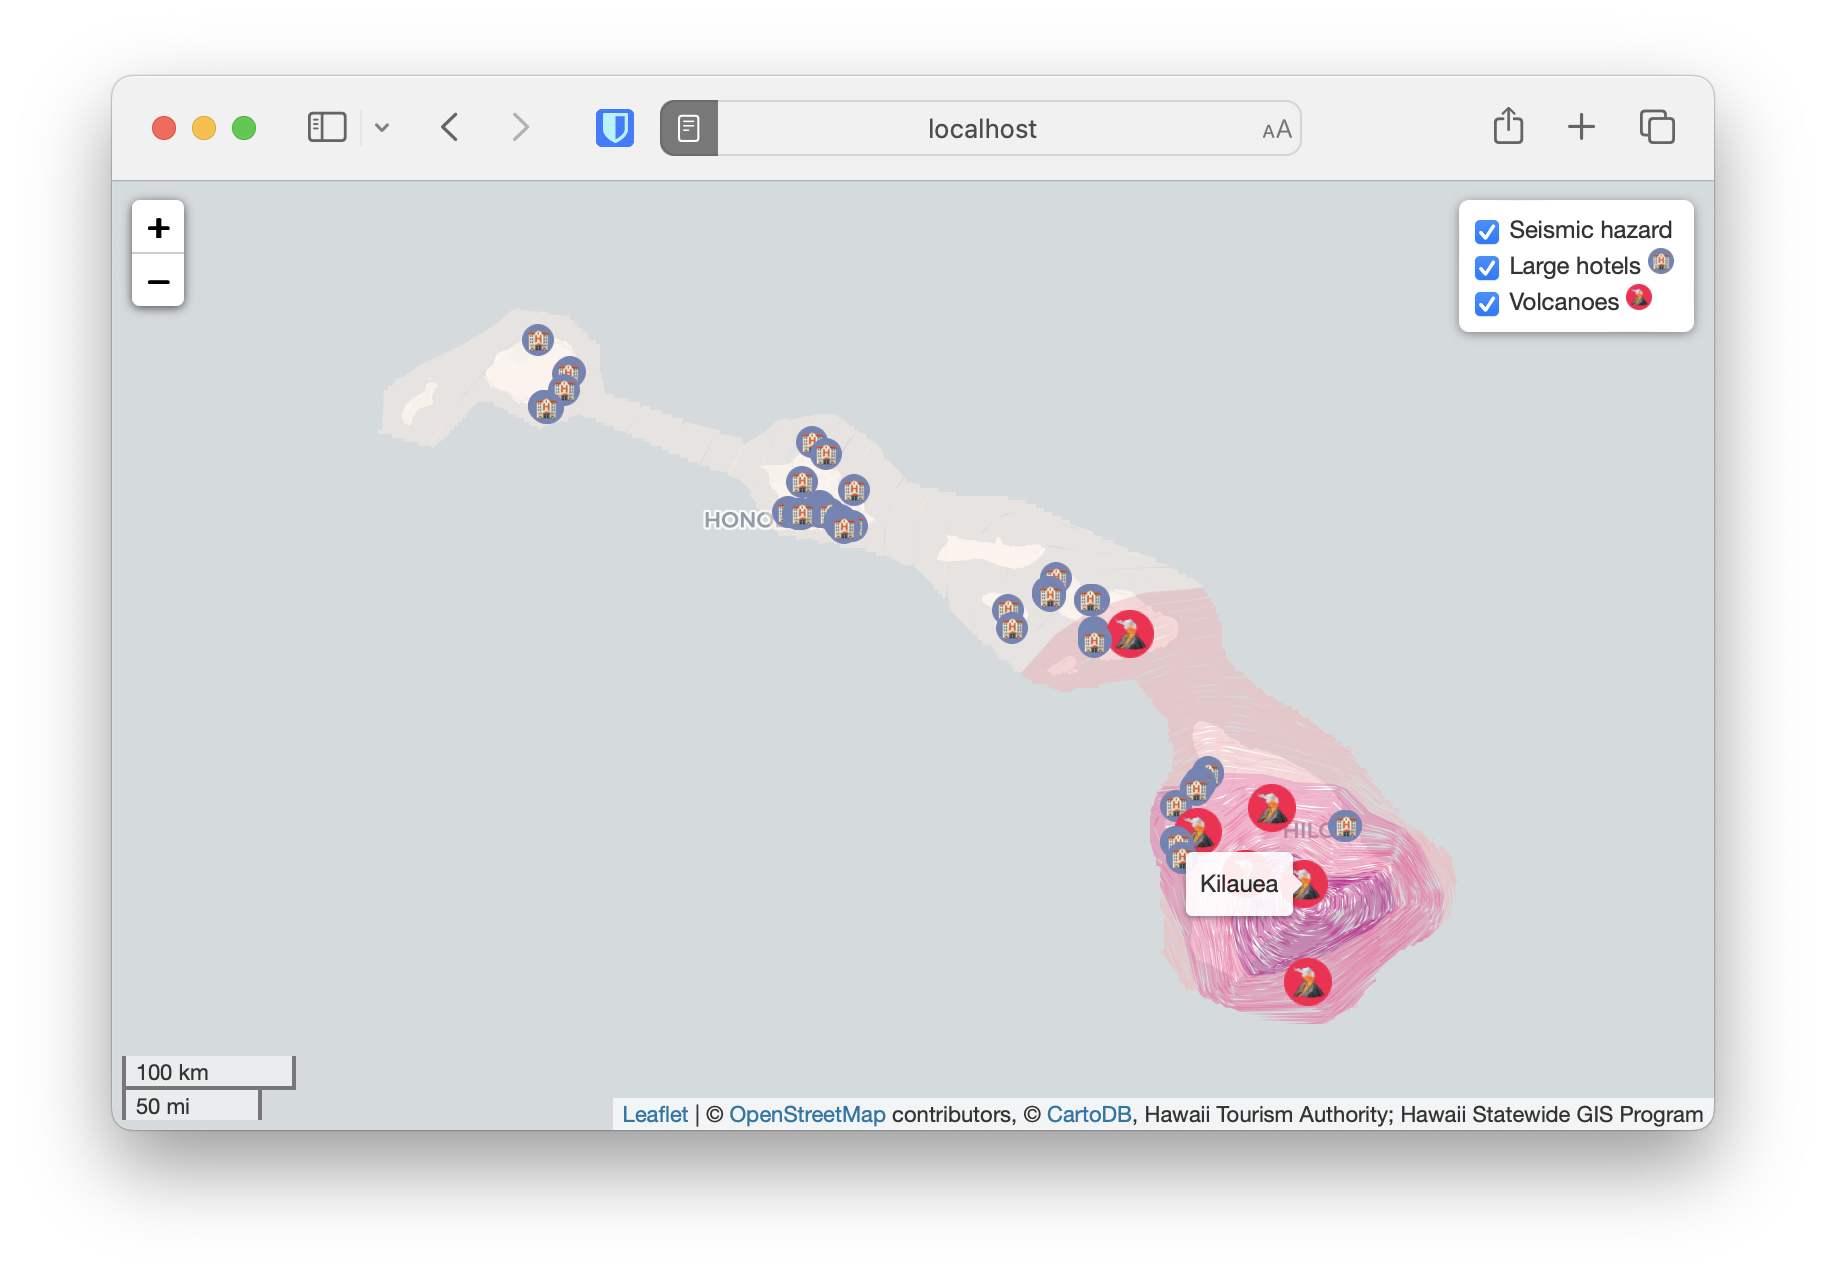 localhost
AA
+
−
Seismic hazard
Large hotels
Volcanoes
HONO
HILO
Kilauea
100 km
50 mi
Leaflet | © OpenStreetMap contributors, © CartoDB, Hawaii Tourism Authority; Hawaii Statewide GIS Program